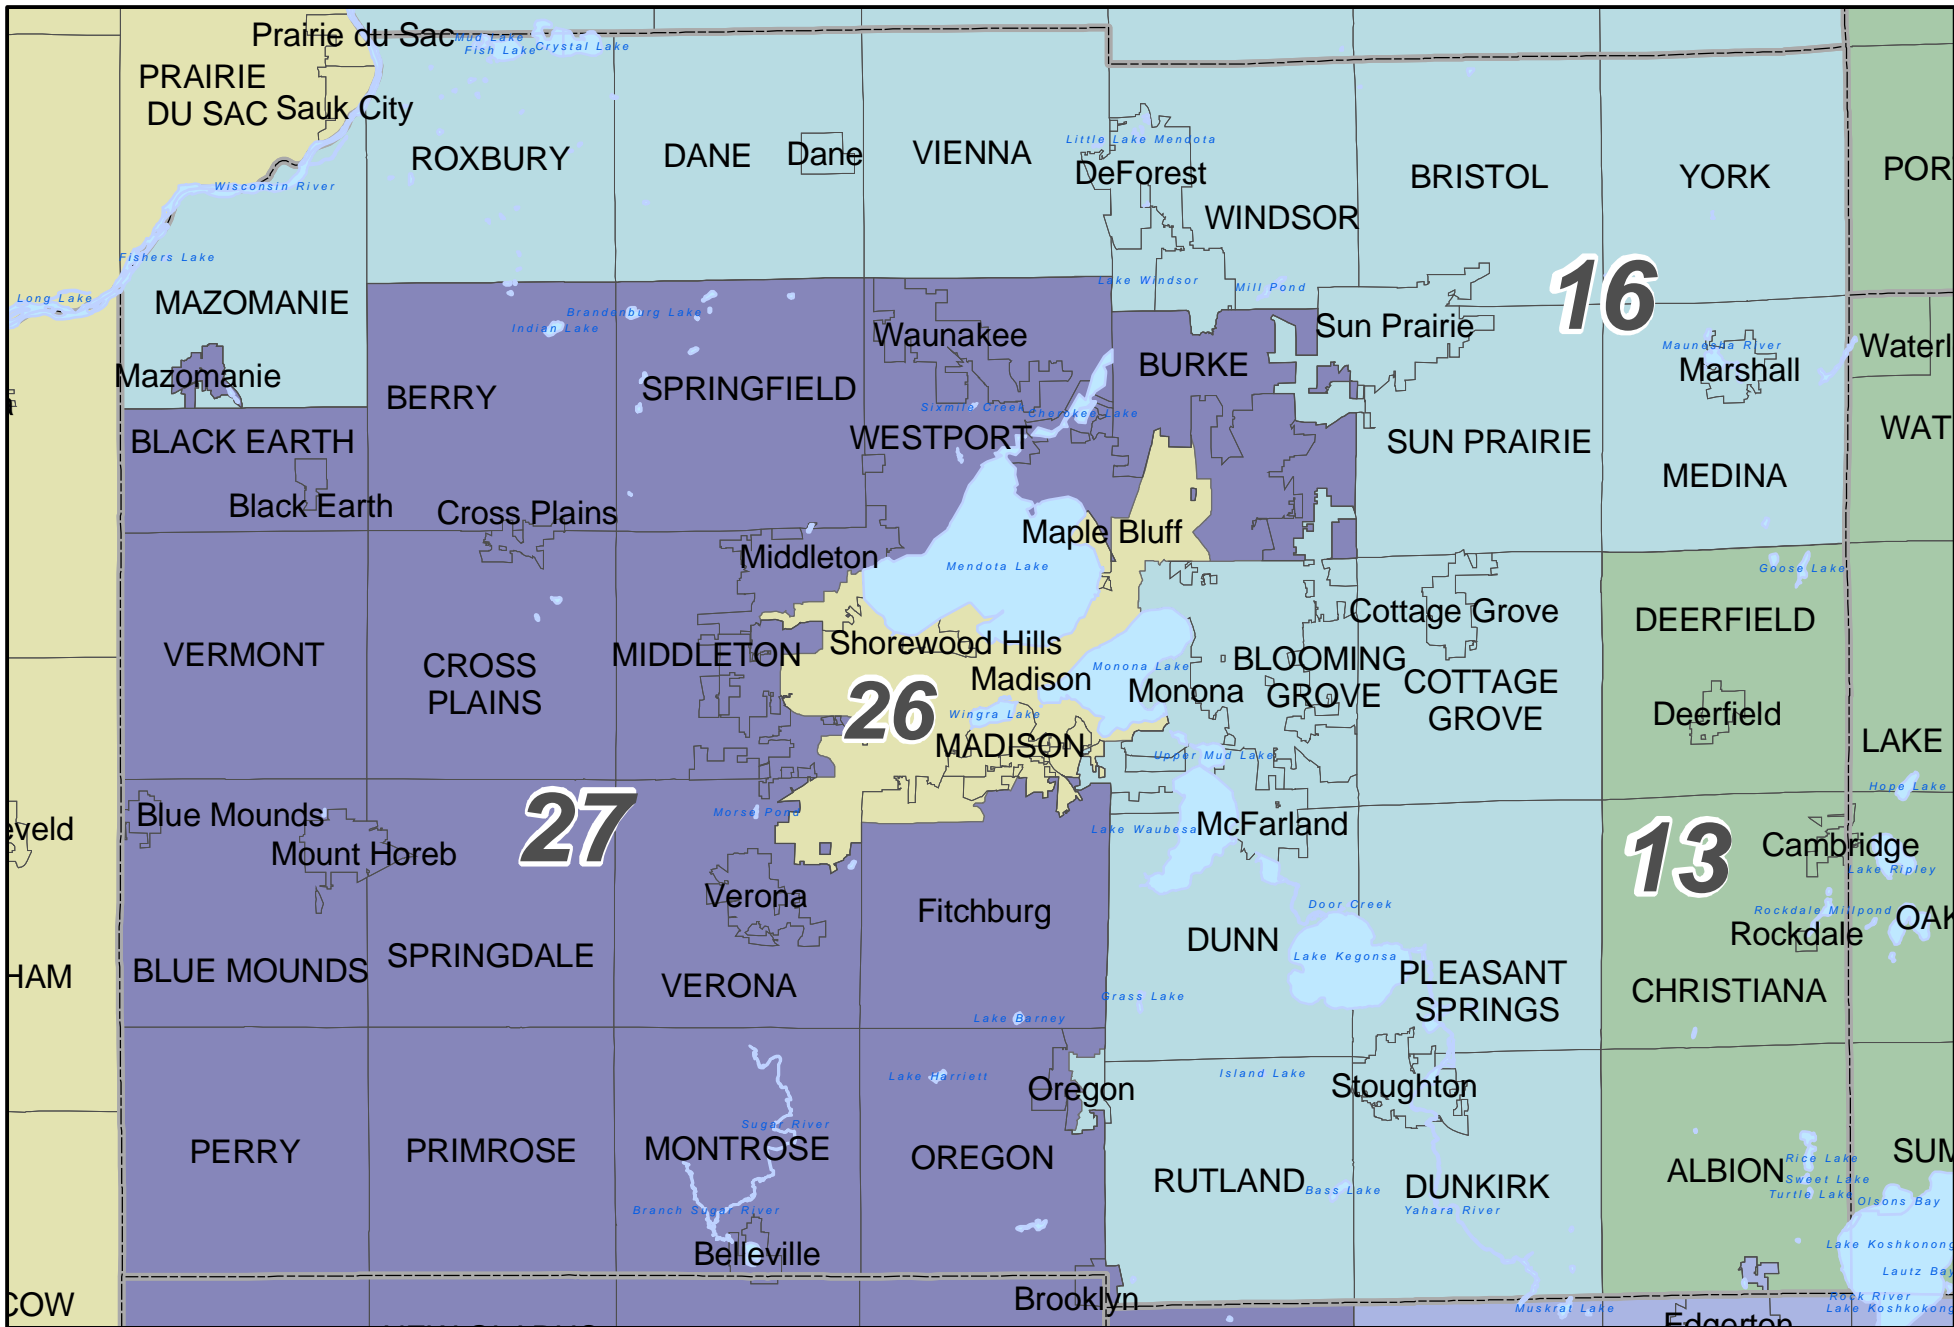 Prairie du Sac
Mud Lake
Fish Lake
Crystal Lake
PRAIRIE
DU SAC
Sauk City
ROXBURY
DANE
Dane
VIENNA
Little Lake Mendota
DeForest
WINDSOR
BRISTOL
YORK
POR
Wisconsin River
Fishers Lake
Long Lake
MAZOMANIE
Mazomanie
Indian Lake
Brandenburg Lake
Waunakee
Lake Windsor
Mill Pond
BURKE
Sun Prairie
16
Maunesha River
Marshall
Waterl
BERRY
SPRINGFIELD
Sixmile Creek
Cherokee Lake
WESTPORT
BLACK EARTH
Black Earth
Cross Plains
SUN PRAIRIE
MEDINA
WAT
Middleton
Mendota Lake
Maple Bluff
Goose Lake
VERMONT
CROSS
PLAINS
MIDDLETON
Shorewood Hills
Madison
Monona Lake
Monona
BLOOMING
GROVE
Cottage Grove
COTTAGE
GROVE
DEERFIELD
Deerfield
LAKE
26
Wingra Lake
MADISON
Upper Mud Lake
Hope Lake
eveld
Blue Mounds
Mount Horeb
27
Morse Pond
Lake Waubesa
McFarland
13
Cambridge
Lake Ripley
Verona
Fitchburg
Door Creek
Rockdale Millpond
Rockdale
OAK
HAM
BLUE MOUNDS
SPRINGDALE
VERONA
DUNN
Lake Kegonsa
PLEASANT
SPRINGS
CHRISTIANA
Grass Lake
Lake Barney
Lake Harriett
Oregon
Island Lake
Stoughton
PERRY
PRIMROSE
Sugar River
MONTROSE
OREGON
RUTLAND
Bass Lake
DUNKIRK
Yahara River
ALBION
Rice Lake
Sweet Lake
Turtle Lake
SUM
Olsons Bay
Branch Sugar River
Belleville
Lake Koshkonong
Lautz Bay
COW
Brooklyn
Muskrat Lake
Rock River
Lake Koshkokong
Edgerton